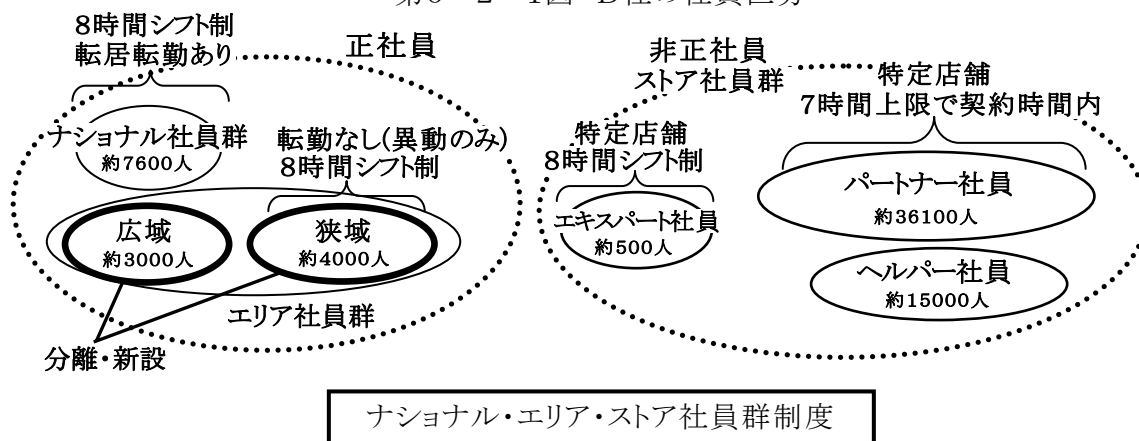 8時間シフト制
転居転勤あり
正社員
ナショナル社員群
約7600人
転勤なし(異動のみ)
8時間シフト制
広域
約3000人
狭域
約4000人
エリア社員群
分離・新設
非正社員
ストア社員群
特定店舗
8時間シフト制
エキスパート社員
約500人
特定店舗
7時間上限で契約時間内
パートナー社員
約36100人
ヘルパー社員
約15000人
ナショナル・エリア・ストア社員群制度